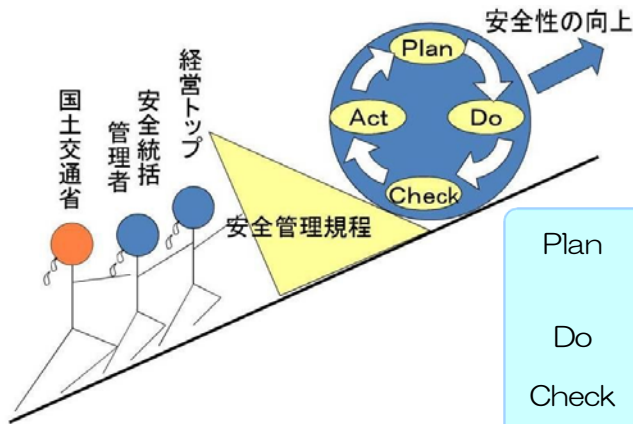 安全性の向上
Plan
Do
Check
Act
経営トップ
安全統括
管理者
国土交通省
安全管理規程
Plan
Do
Check